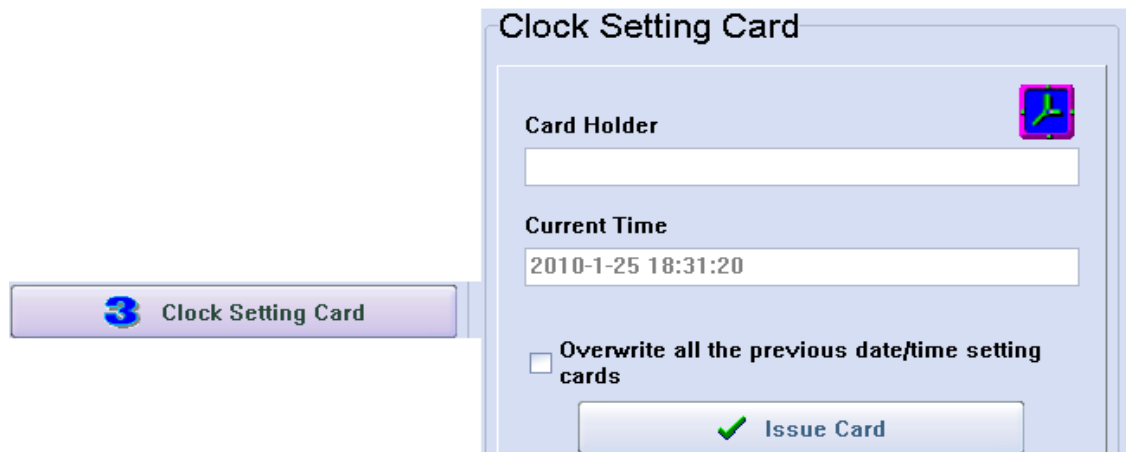 Clock Setting Card
Card Holder
Current Time
2010-1-25 18:31:20
3 Clock Setting Card
Overwrite all the previous date/time setting
cards
Issue Card